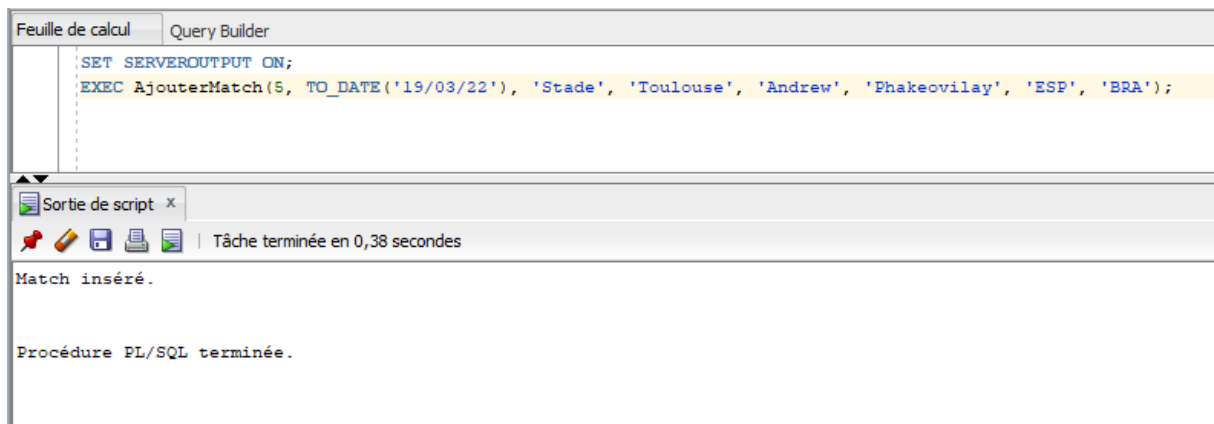 Feuille de calcul Query Builder
SET SERVEROUTPUT ON;
EXEC AjouterMatch(5, TO_DATE('19/03/22'), 'Stade', 'Toulouse', 'Andrew', 'Phakeovilay', 'ESP', 'BRA');
Sortie de script x
| Tâche terminée en 0,38 secondes
Match inséré.
Procédure PL/SQL terminée.